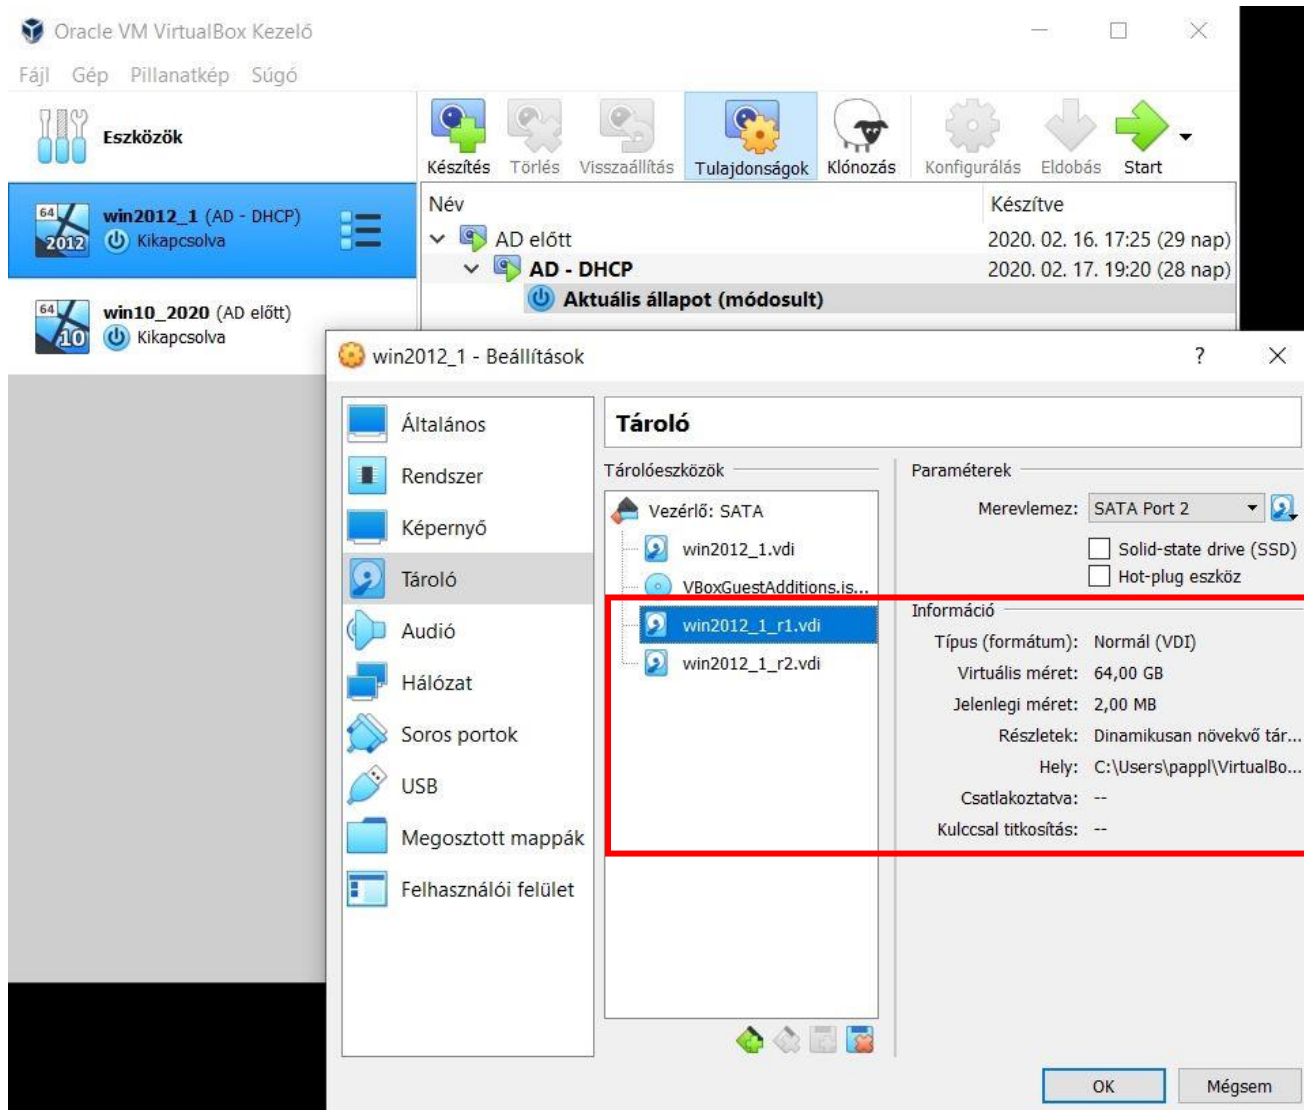 Oracle VM VirtualBox Kezelő
Fájl Gép Pillanatkép Súgó
Eszközök
Készítés Törlés Visszaállítás Tulajdonságok Klónozás Konfigurálás Eldobás Start
64
2012
win2012_1 (AD - DHCP)
Kikapcsolva
64
10
win10_2020 (AD előtt)
Kikapcsolva
Név Készítve
AD előtt 2020. 02. 16. 17:25 (29 nap)
AD - DHCP 2020. 02. 17. 19:20 (28 nap)
Aktuális állapot (módosult)
win2012_1 - Beállítások ?
Általános
Rendszer
Képernyő
Tároló
Audió
Hálózat
Soros portok
USB
Megosztott mappák
Felhasználói felület
Tároló
Tárolóeszközök
Vezérlő: SATA
win2012_1.vdi
VBoxGuestAdditions.is...
win2012_1_r1.vdi
win2012_1_r2.vdi
Paraméterek
Merevlemez: SATA Port 2
Solid-state drive (SSD)
Hot-plug eszköz
Információ
Típus (formátum): Normál (VDI)
Virtuális méret: 64,00 GB
Jelenlegi méret: 2,00 MB
Részletek: Dinamikusan növekvő tár...
Hely: C:\Users\pappl\VirtualBo...
Csatlakoztatva: --
Kulccsal titkosítás: --
OK Mégsem